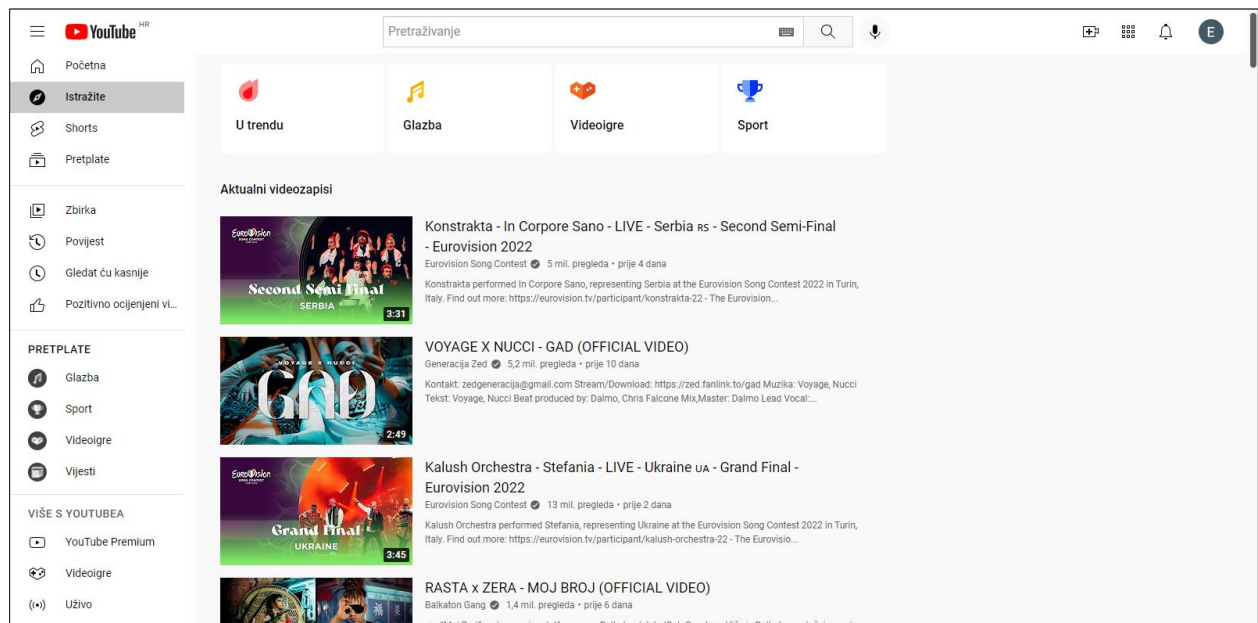 YouTube HR
Pretraživanje
E
Početna
Istražite
Shorts
Pretplate
Zbirka
Povijest
Gledat ću kasnije
Pozitivno ocijenjeni vi...
PRETPLATE
Glazba
Sport
Videoigre
Vijesti
VIŠE S YOUTUBEA
YouTube Premium
Videoigre
Uživo
U trendu
Glazba
Videoigre
Sport
Aktualni videozapisi
EUROVISION
SONG CONTEST
Second Semi Final
SERBIA
3:31
Konstrakta - In Corpore Sano - LIVE - Serbia RS - Second Semi-Final
- Eurovision 2022
Eurovision Song Contest 5 mil. pregleda • prije 4 dana
Konstrakta performed In Corpore Sano, representing Serbia at the Eurovision Song Contest 2022 in Turin,
Italy. Find out more: https://eurovision.tv/participant/konstrakta-22 - The Eurovision...
VOYAGE X NUCCI
GAD
2:49
VOYAGE X NUCCI - GAD (OFFICIAL VIDEO)
Generacija Zed 5,2 mil. pregleda • prije 10 dana
Kontakt: zedgeneracija@gmail.com Stream/Download: https://zed.fanlink.to/gad Muzika: Voyage, Nucci
Tekst: Voyage, Nucci Beat produced by: Dalmo, Chris Falcone Mix,Master: Dalmo Lead Vocal:...
EUROVISION
SONG CONTEST
Grand Final
UKRAINE
3:45
Kalush Orchestra - Stefania - LIVE - Ukraine UA - Grand Final -
Eurovision 2022
Eurovision Song Contest 13 mil. pregleda • prije 2 dana
Kalush Orchestra performed Stefania, representing Ukraine at the Eurovision Song Contest 2022 in Turin,
Italy. Find out more: https://eurovision.tv/participant/kalush-orchestra-22 - The Eurovisio...
RASTA x ZERA - MOJ BROJ (OFFICIAL VIDEO)
Balkaton Gang 1,4 mil. pregleda • prije 6 dana